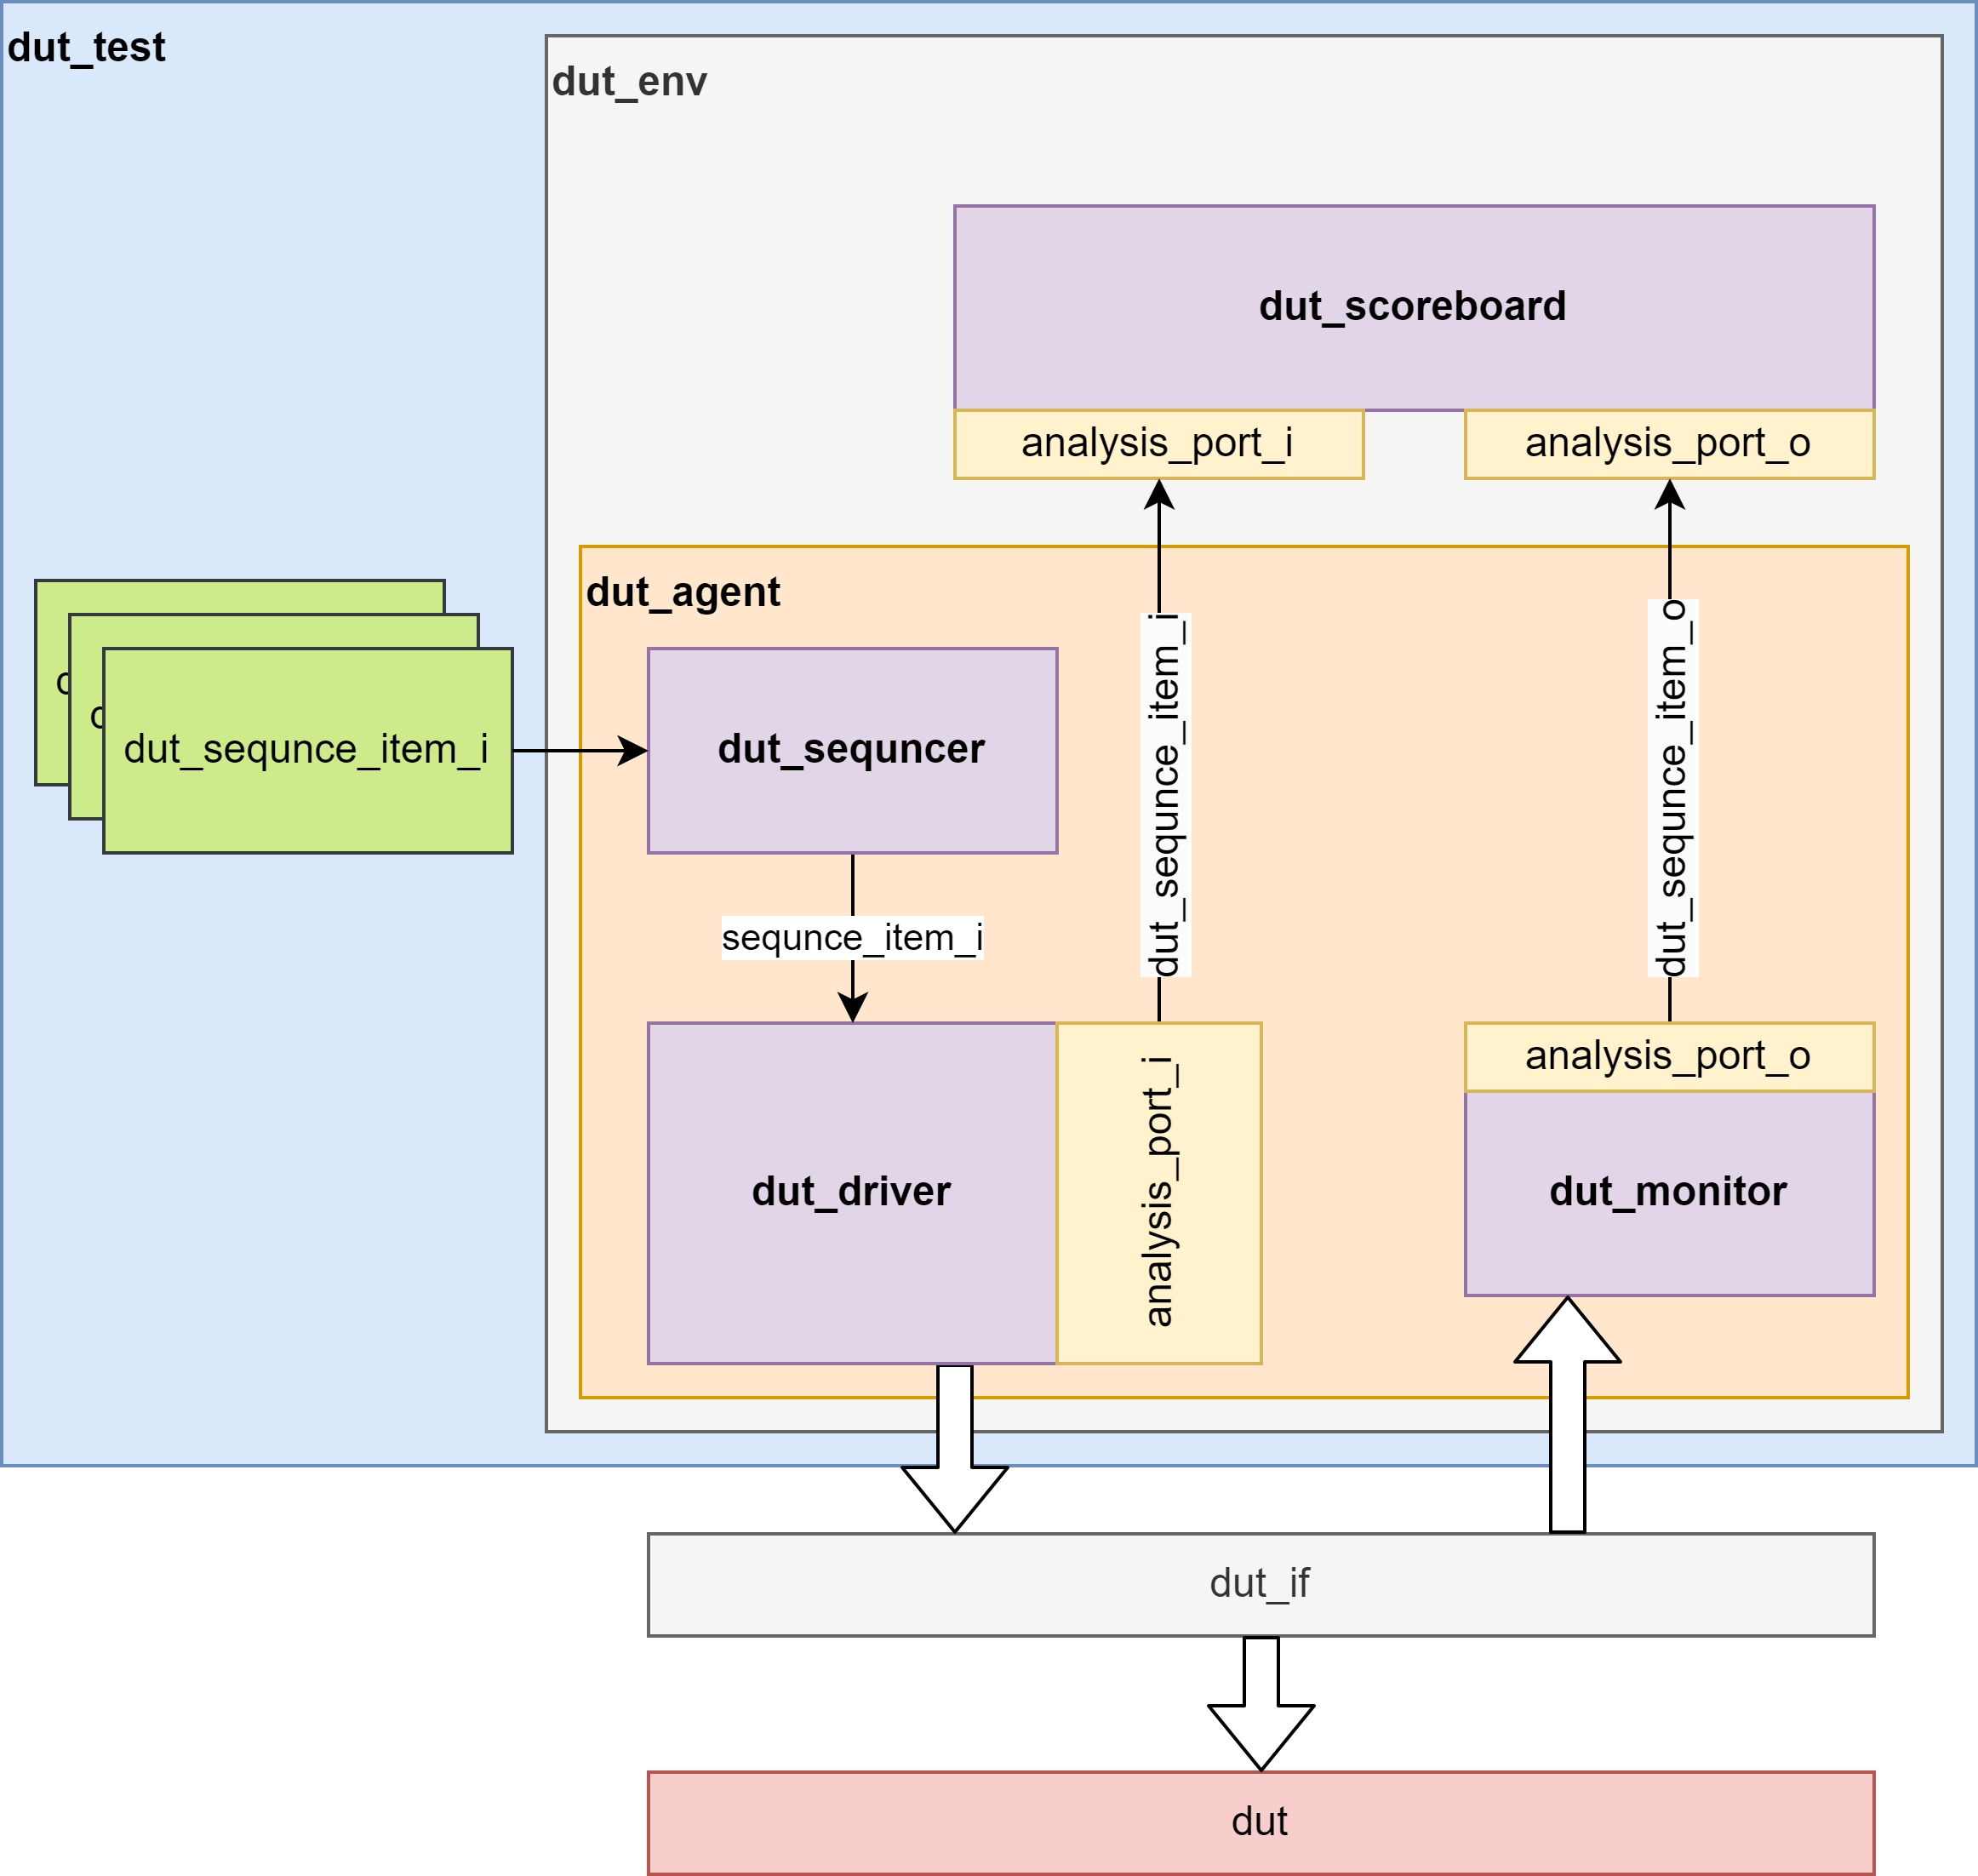 dut_test
dut_env
dut_scoreboard
analysis_port_i
analysis_port_o
dut_agent
dut_sequnce_item_i
dut_sequncer
dut_sequnce_item_i
dut_sequnce_item_o
sequnce_item_i
dut_driver
analysis_port_i
analysis_port_o
dut_monitor
dut_if
dut